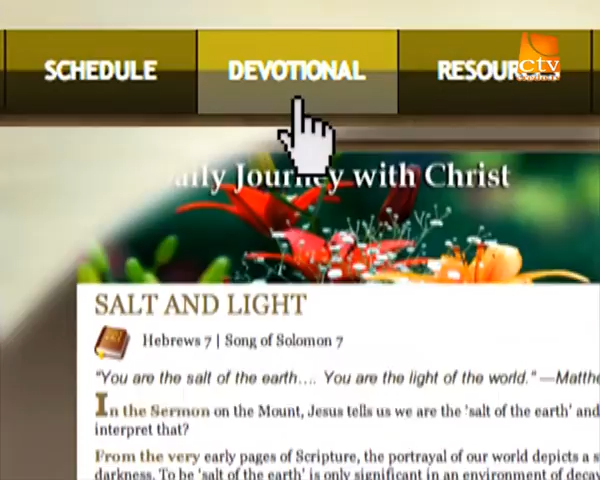 SCHEDULE DEVOTIONAL
ctv
Journey with Christ
SALT AND LIGHT
Hebrews 7 | Song of Solomon 7
"You are the salt of the earth.... You are the light of the world." —Matthe
In the Sermon on the Mount, Jesus tells us we are the 'salt of the earth' and
interpret that?
From the very early pages of Scripture, the portrayal of our world depicts a s
darkness. To be 'salt of the earth' is only significant in an environment of decay